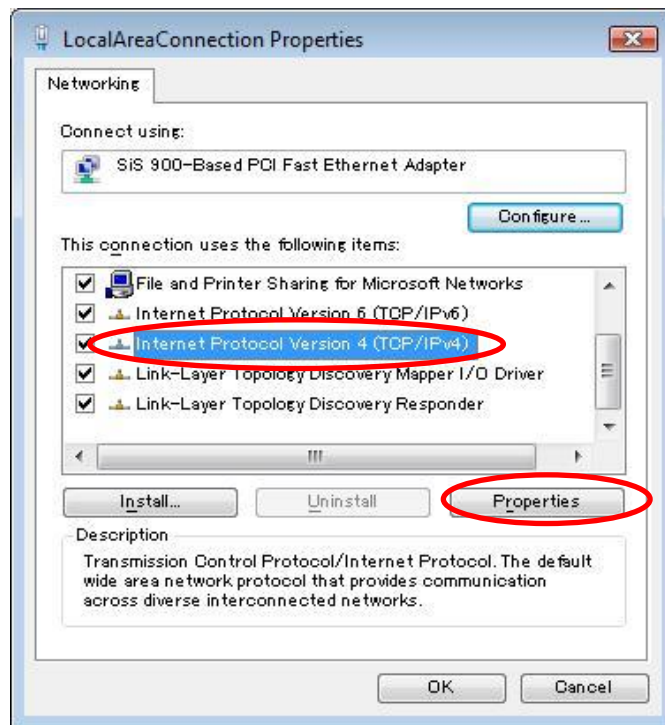 LocalAreaConnection Properties
Networking
Connect using:
SiS 900-Based PCI Fast Ethernet Adapter
Configure...
This connection uses the following items:
File and Printer Sharing for Microsoft Networks
Internet Protocol Version 6 (TCP/IPv6)
Internet Protocol Version 4 (TCP/IPv4)
Link-Layer Topology Discovery Mapper I/O Driver
Link-Layer Topology Discovery Responder
Install...
Uninstall
Properties
Description
Transmission Control Protocol/Internet Protocol. The default
wide area network protocol that provides communication
across diverse interconnected networks.
OK
Cancel